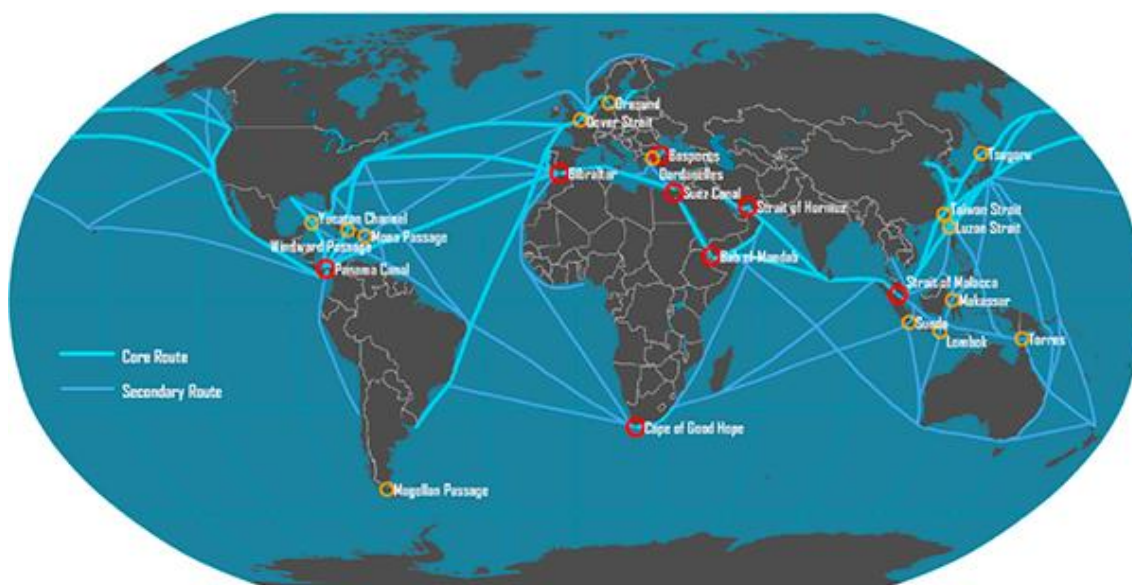 Oresund
Dover Strait
Bosporus
Tsugaru
Gibraltar
Dardanelles
Suez Canal
Strait of Hormuz
Taiwan Strait
Luzon Strait
Yucatan Channel
Windward Passage
Mona Passage
Bab el-Mandab
Panama Canal
Strait of Malacca
Makassar
Sunda
Lombok
Torres
Core Route
Secondary Route
Cape of Good Hope
Magellan Passage